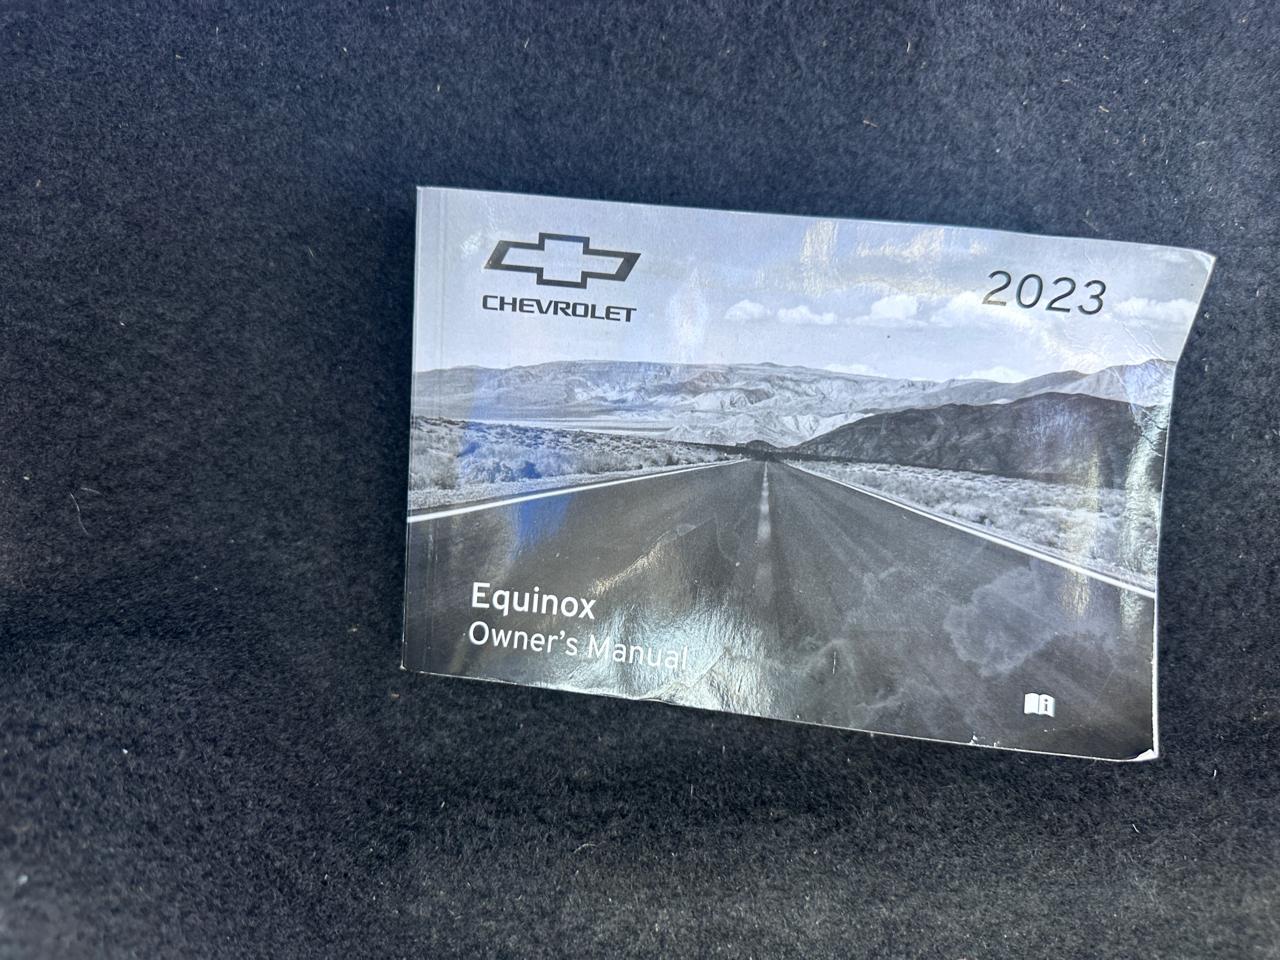 CHEVROLET
2023
Equinox
Owner's Manual